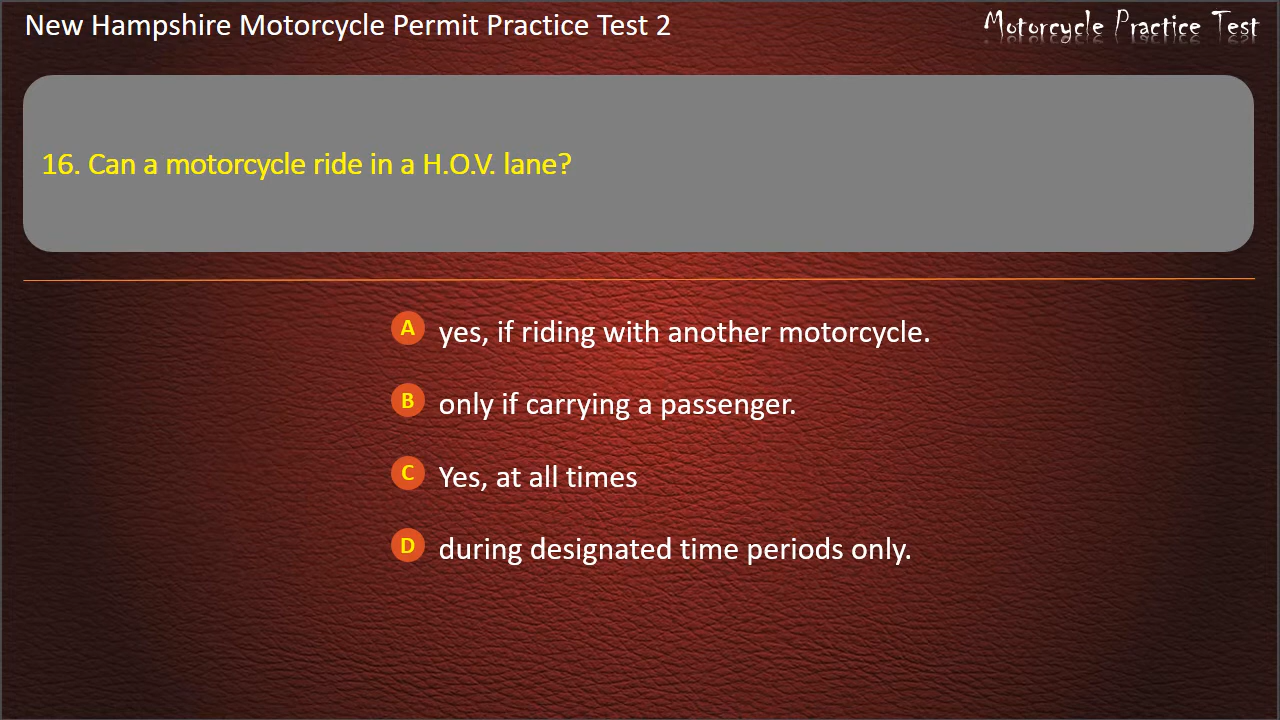 New Hampshire Motorcycle Permit Practice Test 2
Motorcycle Practice Test
16. Can a motorcycle ride in a H.O.V. lane?
A yes, if riding with another motorcycle.
B only if carrying a passenger.
C Yes, at all times
D during designated time periods only.